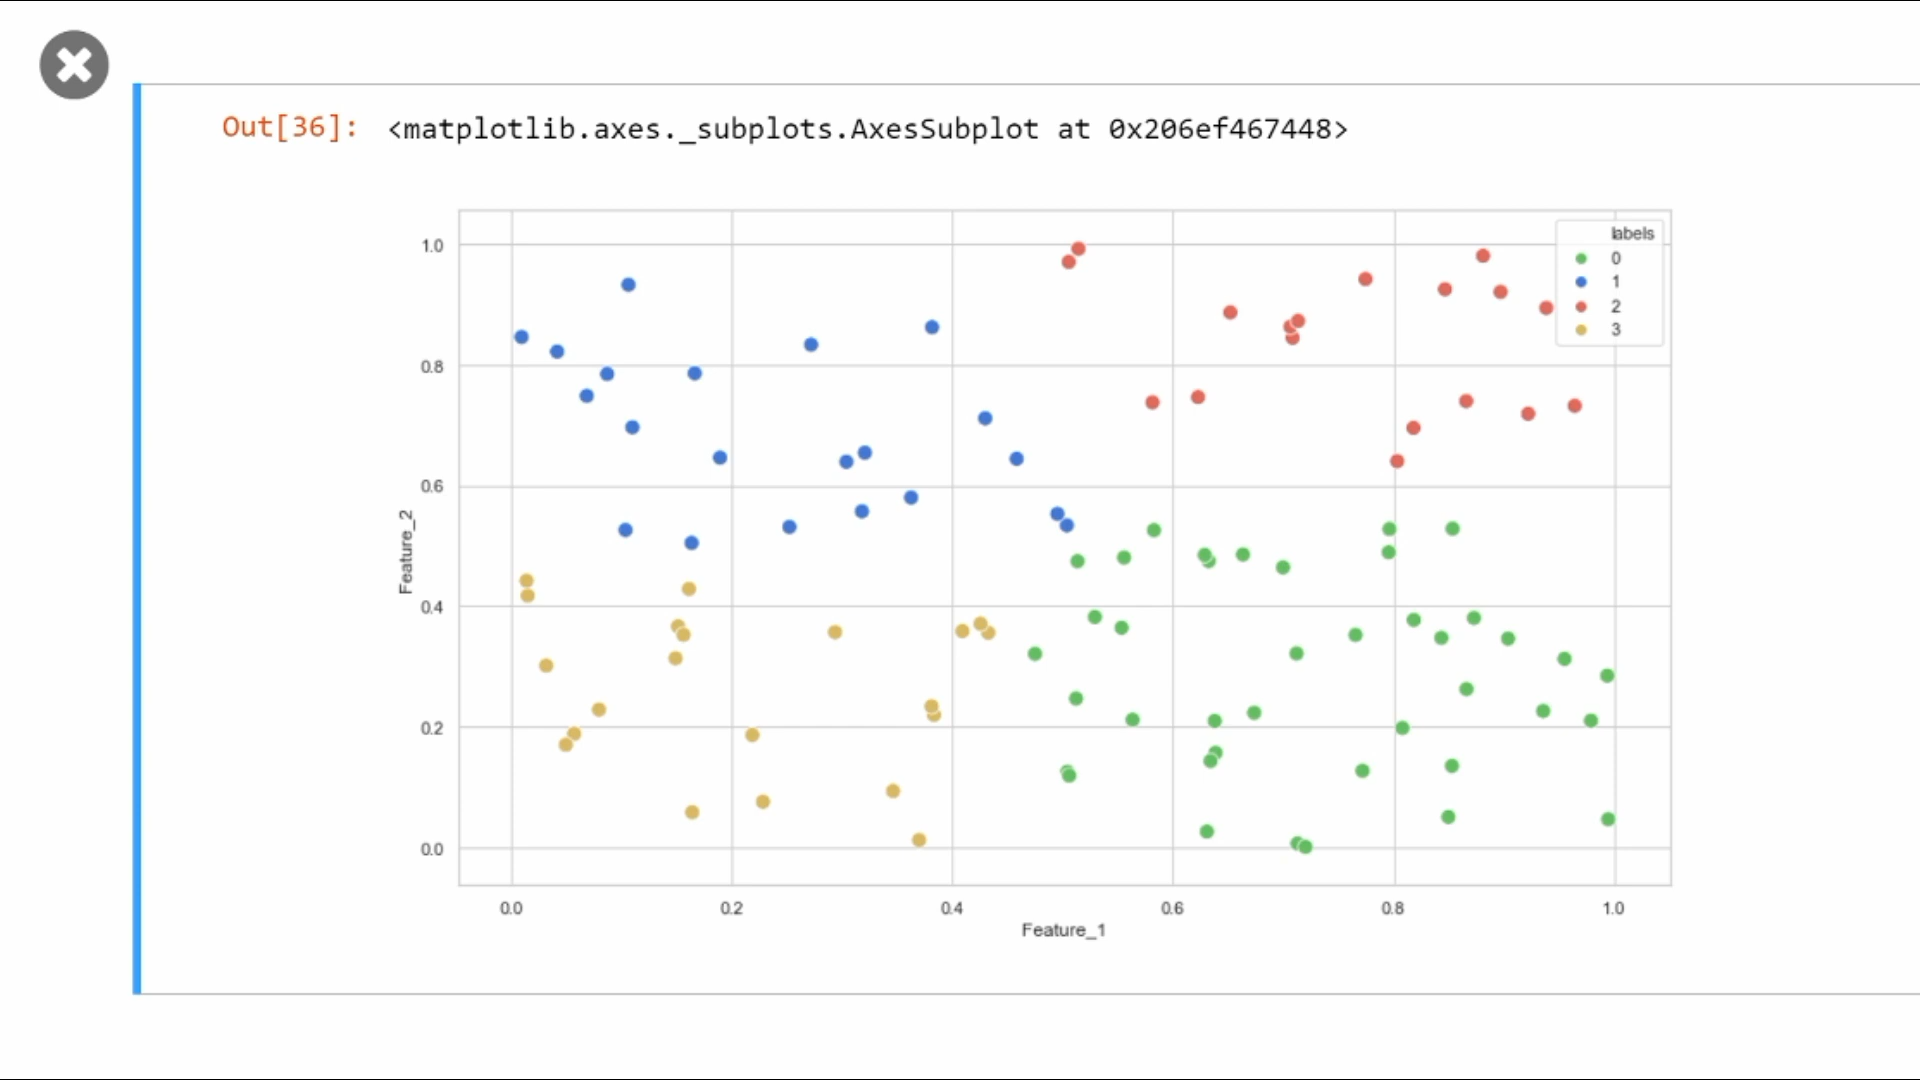 Out[36]: <matplotlib.axes._subplots.AxesSubplot at 0x206ef467448>
labels
0
1
2
3
1.0
0.8
0.6
0.4
0.2
0.0
Feature_2
0.0 0.2 0.4 0.6 0.8 1.0
Feature_1